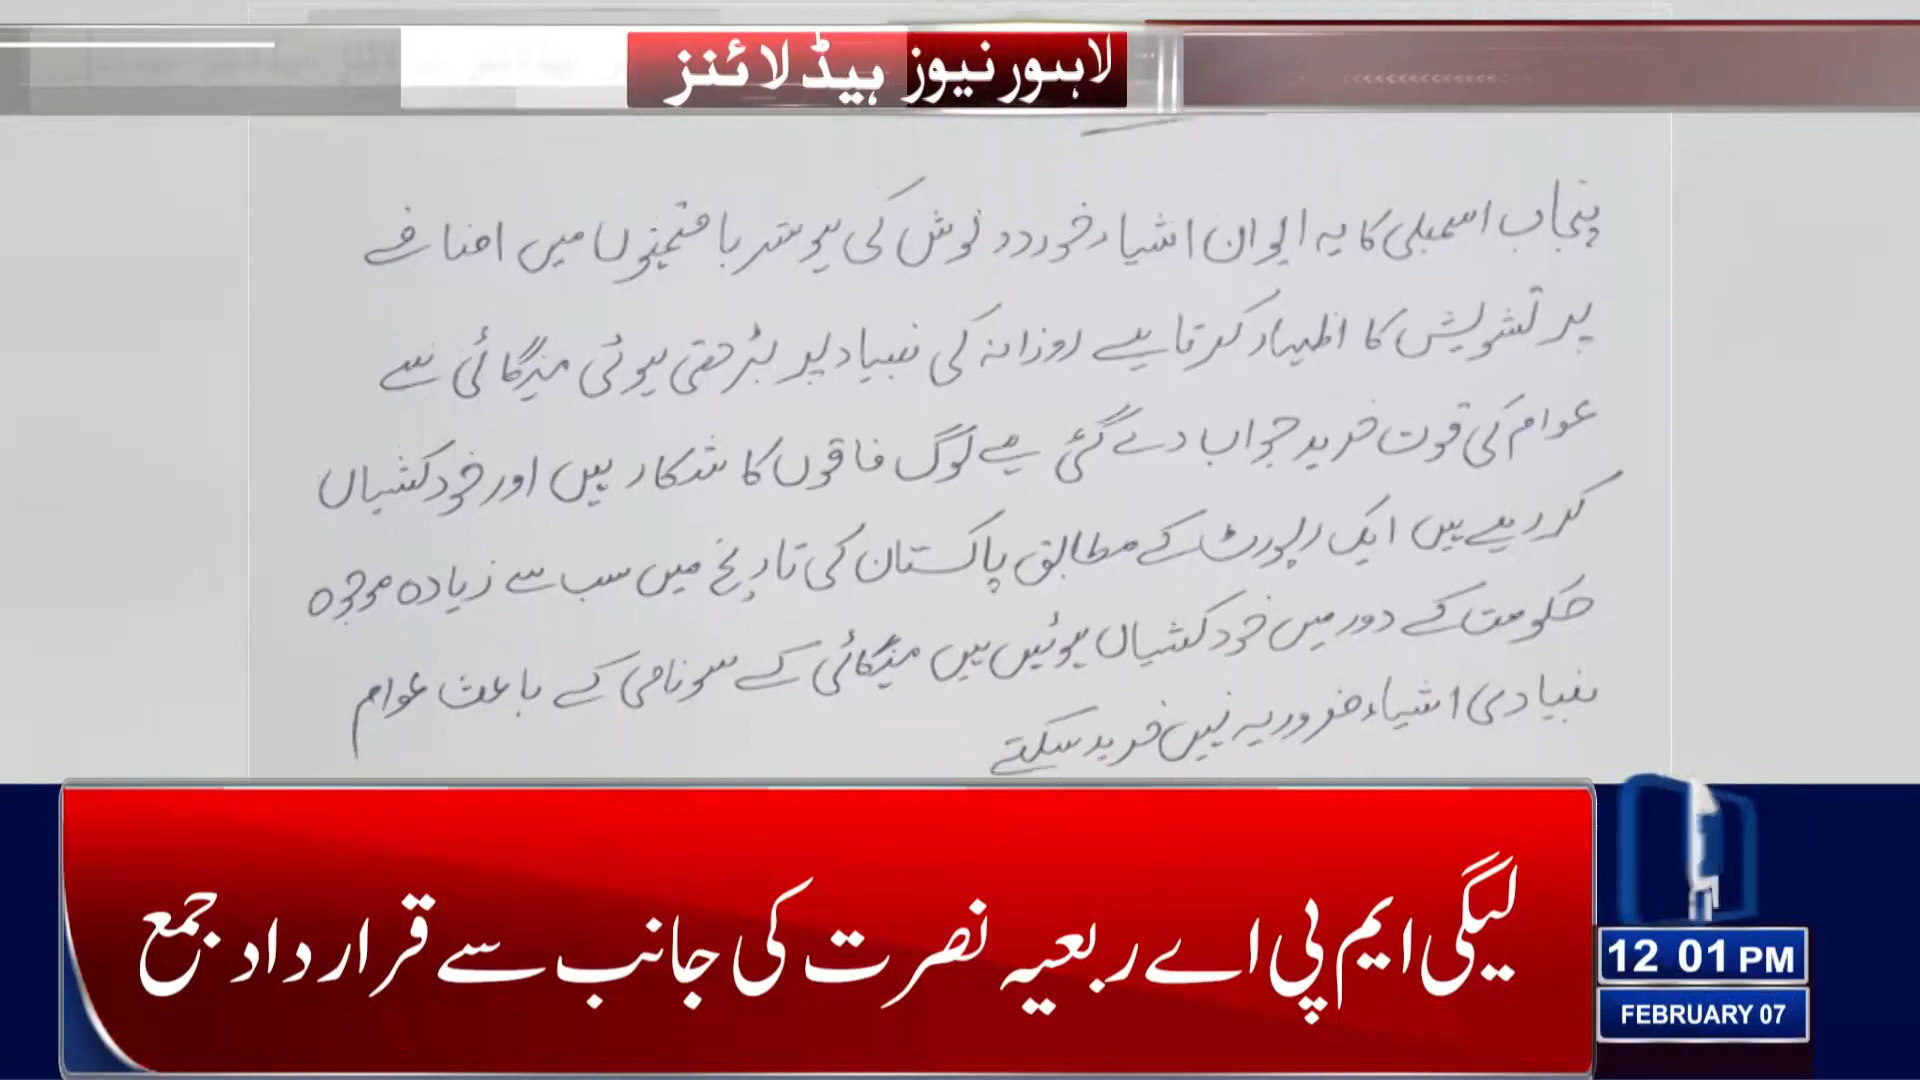 لاہور نیوز ہیڈ لائنز
پنجاب اسمبلی کا یہ ایوان اشیاء خوردونوش کی ہوشربا قیمتوں میں اضافے
پر تشویش کا اظہار کرتا ہے روزانہ کی بنیاد پر بڑھتی ہوئی مہنگائی سے
عوام کی قوت خرید جواب دے گئی ہے لوگ فاقوں کا شکار ہیں اور خودکشیاں
کر رہے ہیں ایک رپورٹ کے مطابق پاکستان کی تاریخ میں سب سے زیادہ موجودہ
حکومت کے دور میں خودکشیاں ہوئیں ہیں مہنگائی کے سونامی کے باعث عوام
بنیادی اشیاء ضروریہ نہیں خرید سکتے
لیگی ایم پی اے ربعیہ نصرت کی جانب سے قرارداد جمع
12 01 PM
FEBRUARY 07